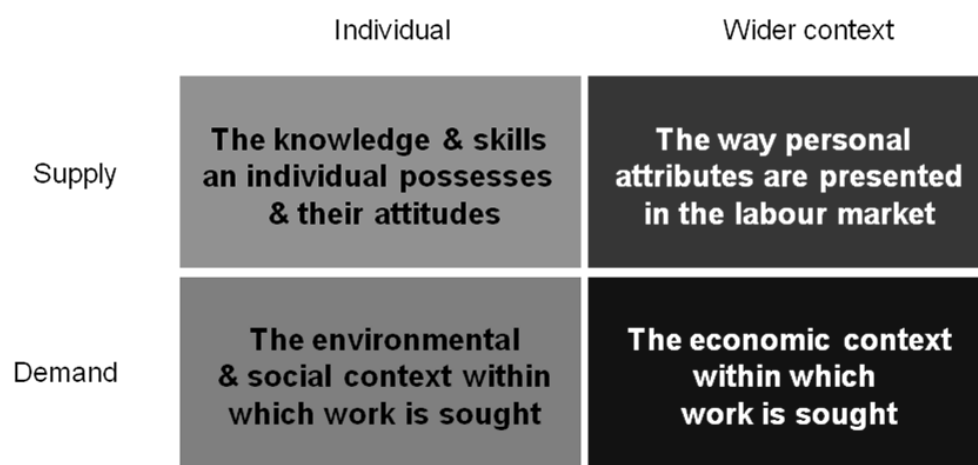 Individual
Wider context
Supply
The knowledge & skills
an individual possesses
& their attitudes
The way personal
attributes are presented
in the labour market
Demand
The environmental
& social context within
which work is sought
The economic context
within which
work is sought